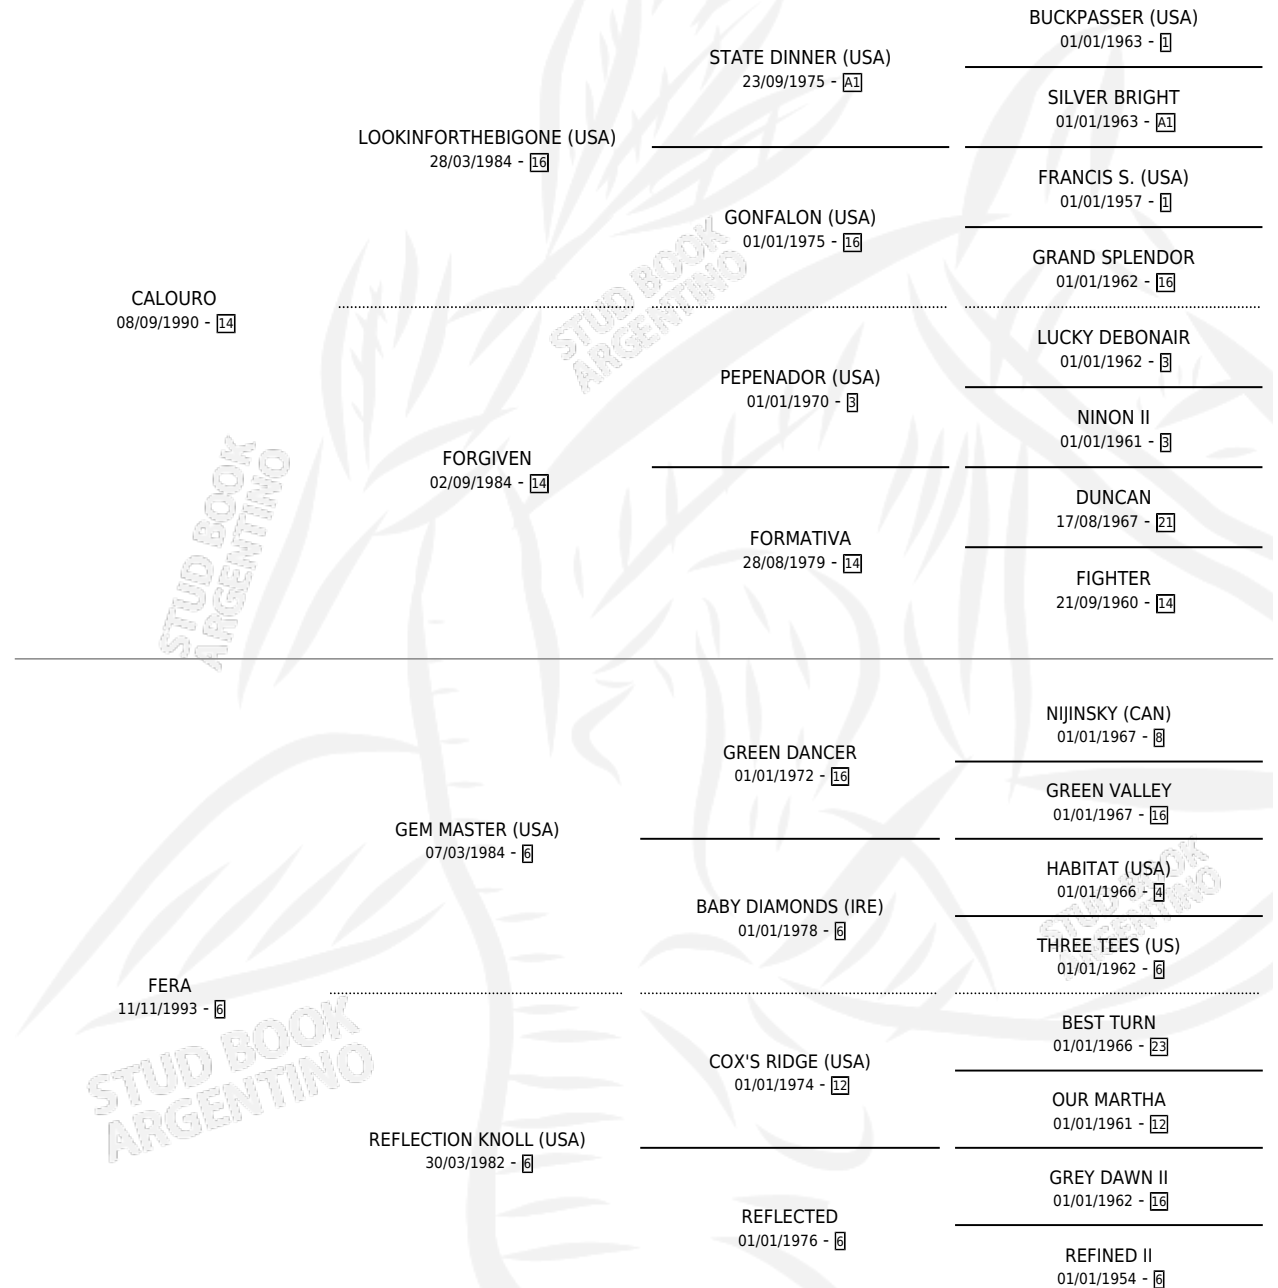 BUCKPASSER (USA)
01/01/1963 - 1
STATE DINNER (USA)
23/09/1975 - A1
SILVER BRIGHT
01/01/1963 - A1
LOOKINFORTHEBIGONE (USA)
28/03/1984 - 16
FRANCIS S. (USA)
01/01/1957 - 1
GONFALON (USA)
01/01/1975 - 16
GRAND SPLENDOR
01/01/1962 - 16
CALOURO
08/09/1990 - 14
STUD BOOK
ARGENTINO
LUCKY DEBONAIR
01/01/1962 - 3
PEPENADOR (USA)
01/01/1970 - 3
NINON II
01/01/1961 - 3
FORGIVEN
02/09/1984 - 14
DUNCAN
17/08/1967 - 21
FORMATIVA
28/08/1979 - 14
FIGHTER
21/09/1960 - 14
STUD BOOK
ARGENTINO
NIJINSKY (CAN)
01/01/1967 - 8
GREEN DANCER
01/01/1972 - 16
GREEN VALLEY
01/01/1967 - 16
GEM MASTER (USA)
07/03/1984 - 6
HABITAT (USA)
01/01/1966 - 4
BABY DIAMONDS (IRE)
01/01/1978 - 6
THREE TEES (US)
01/01/1962 - 6
STUD BOOK
ARGENTINO
FERA
11/11/1993 - 6
BEST TURN
01/01/1966 - 23
COX'S RIDGE (USA)
01/01/1974 - 12
OUR MARTHA
01/01/1961 - 12
STUD BOOK
ARGENTINO
REFLECTION KNOLL (USA)
30/03/1982 - 6
GREY DAWN II
01/01/1962 - 16
REFLECTED
01/01/1976 - 6
REFINED II
01/01/1954 - 6